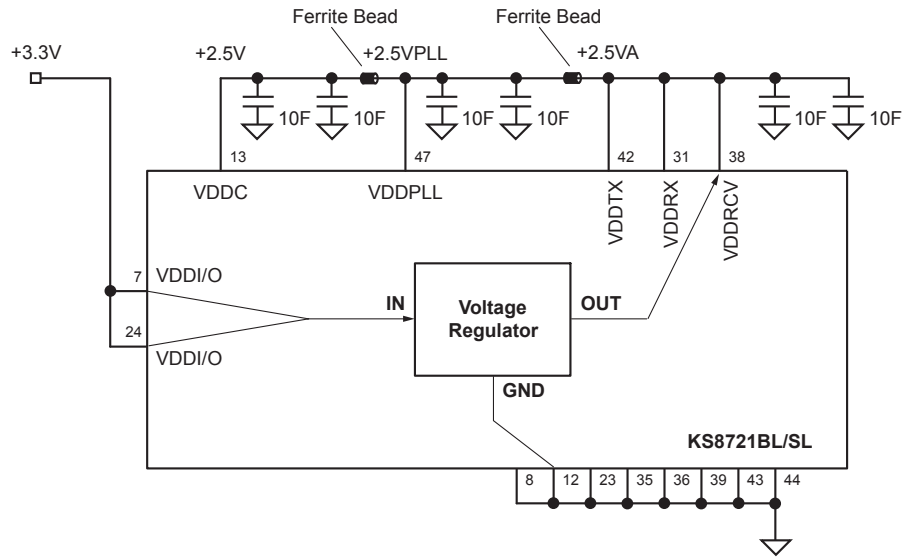 Ferrite Bead
Ferrite Bead
+3.3V
+2.5V
+2.5VPLL
+2.5VA
10F
10F
10F
10F
10F
10F
13
47
42
31
38
VDDC
VDDPLL
VDDTX
VDDRX
VDDRCV
7
VDDI/O
IN
Voltage
Regulator
OUT
24
VDDI/O
GND
KS8721BL/SL
8
12
23
35
36
39
43
44